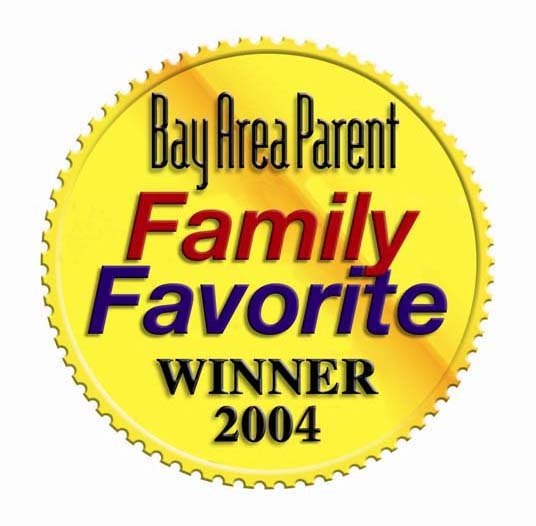 Bay Area Parent
Family
Favorite
WINNER
2004